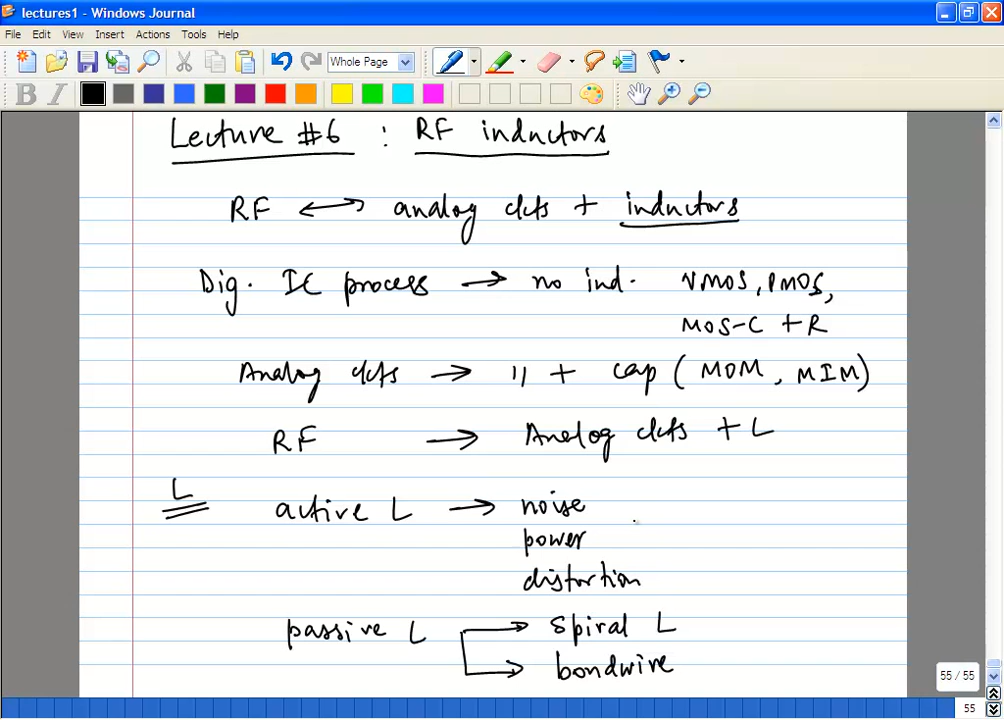 lectures1 - Windows Journal
File Edit View Insert Actions Tools Help
Whole Page
B I
Lecture #6 : RF inductors
RF ⟷ analog ckts + inductors
Dig. IC process → no ind. NMOS, PMOS,
MOS-C + R
Analog ckts → 11 + cap (MOM, MIM)
RF → Analog ckts + L
L
active L → noise
power
distortion
passive L → Spiral L
→ bondwire
55 / 55
55